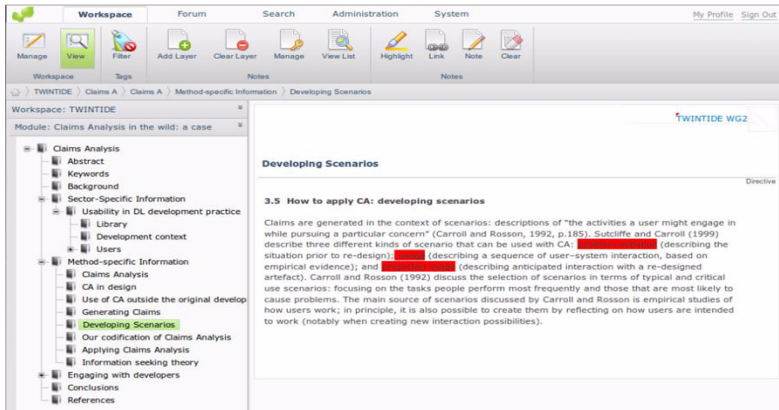 Workspace Forum Search Administration System My Profile Sign Out
Manage View Filter Add Layer Clear Layer Manage View List Highlight Link Note Clear
Workspace Tags Notes Notes
TWINTIDE Claims A Claims A Method-specific Information Developing Scenarios
Workspace: TWINTIDE
Module: Claims Analysis in the wild: a case
Claims Analysis
Abstract
Keywords
Background
Sector-Specific Information
Usability in DL development practice
Library
Development context
Users
Method-specific Information
Claims Analysis
CA in design
Use of CA outside the original develop
Generating Claims
Developing Scenarios
Our codification of Claims Analysis
Applying Claims Analysis
Information seeking theory
Engaging with developers
Conclusions
References
TWINTIDE WG2
Developing Scenarios
Directive
3.5 How to apply CA: developing scenarios
Claims are generated in the context of scenarios: descriptions of "the activities a user might engage in
while pursuing a particular concern" (Carroll and Rosson, 1992, p.185). Sutcliffe and Carroll (1999)
describe three different kinds of scenario that can be used with CA: (describing the
situation prior to re-design); (describing a sequence of user–system interaction, based on
empirical evidence); and (describing anticipated interaction with a re-designed
artefact). Carroll and Rosson (1992) discuss the selection of scenarios in terms of typical and critical
use scenarios: focusing on the tasks people perform most frequently and those that are most likely to
cause problems. The main source of scenarios discussed by Carroll and Rosson is empirical studies of
how users work; in principle, it is also possible to create them by reflecting on how users are intended
to work (notably when creating new interaction possibilities).